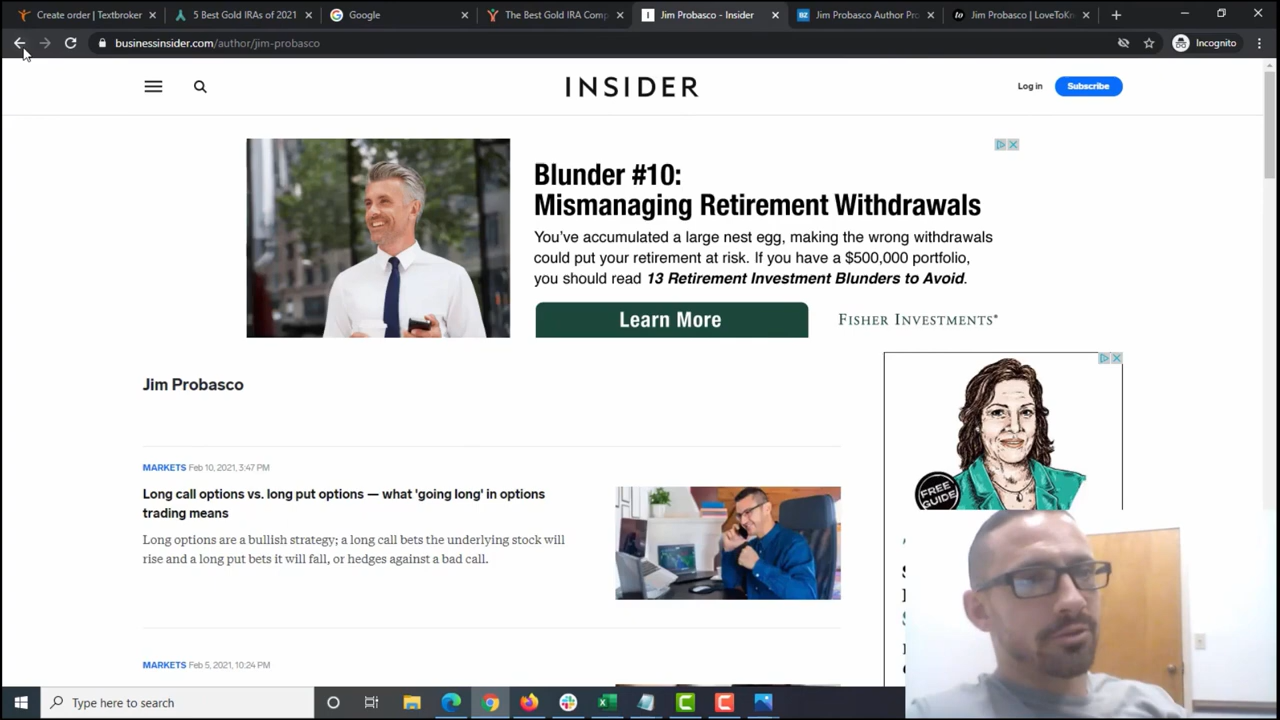 Create order | Textbroker
5 Best Gold IRAs of 2021
Google
The Best Gold IRA Comp
Jim Probasco - Insider
Jim Probasco Author Pro
Jim Probasco | LoveToKn
businessinsider.com/author/jim-probasco
Incognito
INSIDER
Log in
Subscribe
Blunder #10:
Mismanaging Retirement Withdrawals
You've accumulated a large nest egg, making the wrong withdrawals
could put your retirement at risk. If you have a $500,000 portfolio,
you should read 13 Retirement Investment Blunders to Avoid.
Learn More
FISHER INVESTMENTS®
Jim Probasco
MARKETS Feb 10, 2021, 3:47 PM
Long call options vs. long put options — what 'going long' in options
trading means
Long options are a bullish strategy; a long call bets the underlying stock will
rise and a long put bets it will fall, or hedges against a bad call.
FREE
GUIDE
MARKETS Feb 5, 2021, 10:24 PM
Type here to search